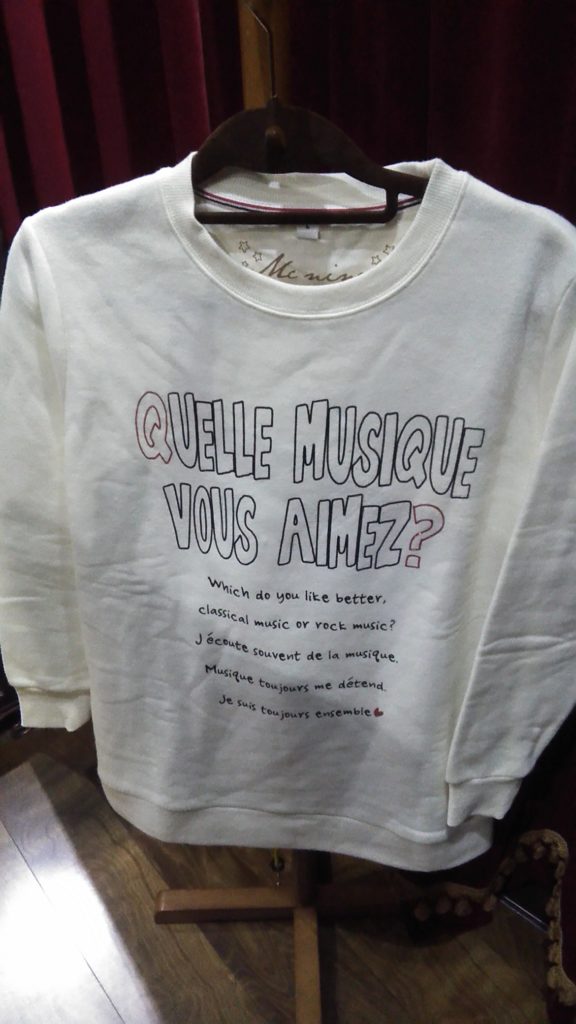 QUELLE MUSIQUE
VOUS AIMEZ?
Which do you like better,
classical music or rock music?
J'écoute souvent de la musique.
Musique toujours me détend.
Je suis toujours ensemble